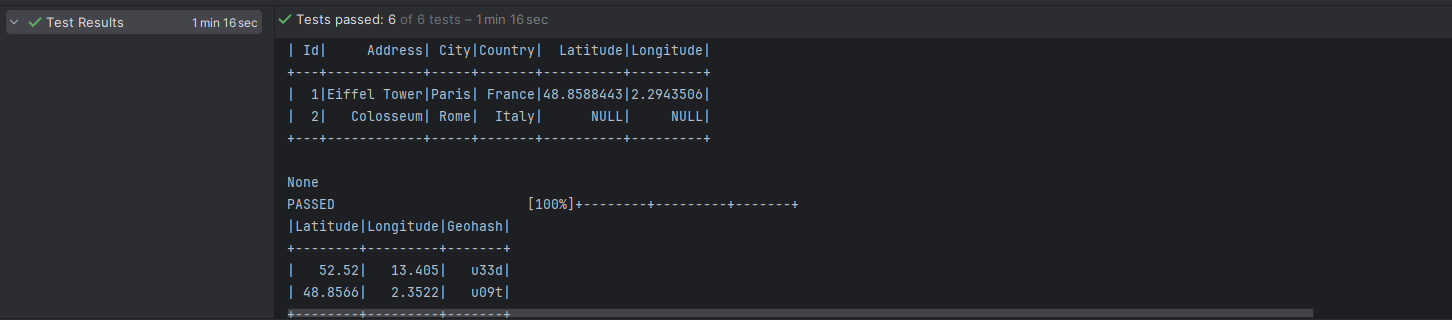 Test Results 1 min 16 sec
Tests passed: 6 of 6 tests – 1 min 16 sec
| Id|     Address| City|Country|  Latitude|Longitude|
+---+------------+-----+-------+----------+---------+
|  1|Eiffel Tower|Paris| France|48.8588443|2.2943506|
|  2|   Colosseum| Rome|  Italy|      NULL|     NULL|
+---+------------+-----+-------+----------+---------+
None
PASSED                        [100%]+--------+---------+-------+
|Latitude|Longitude|Geohash|
+--------+---------+-------+
|   52.52|   13.405|   u33d|
| 48.8566|   2.3522|   u09t|
+--------+---------+-------+